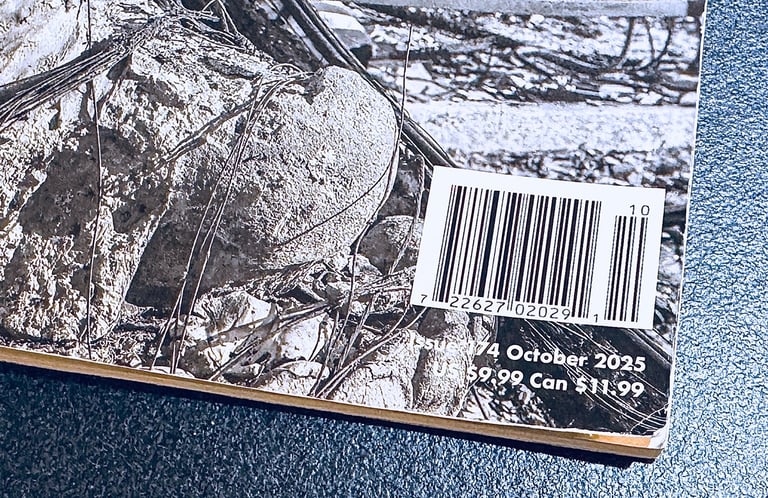 10
7 22627 02029 1
Issue 174 October 2025
US $9.99 Can $11.99